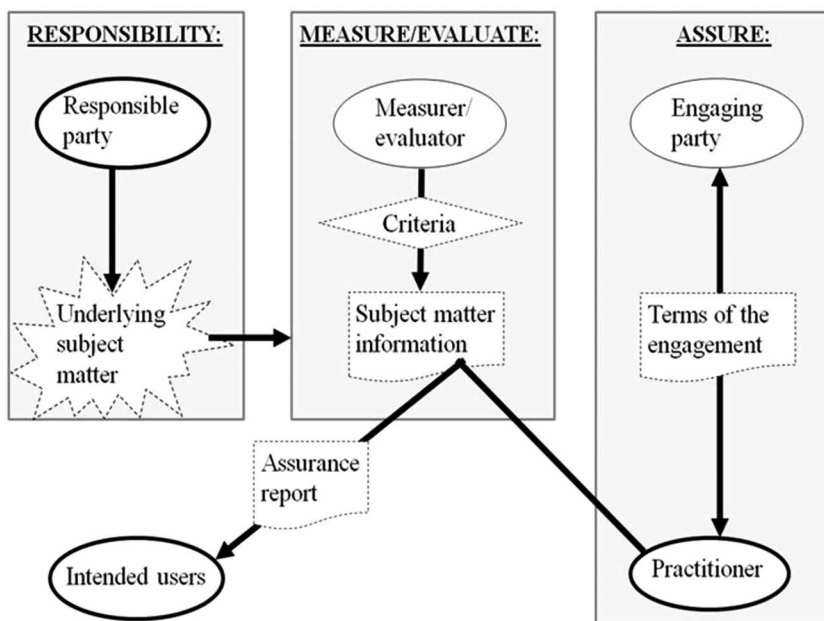 RESPONSIBILITY:
Responsible
party
Underlying
subject
matter
MEASURE/EVALUATE:
Measurer/
evaluator
Criteria
Subject matter
information
ASSURE:
Engaging
party
Terms of the
engagement
Practitioner
Assurance
report
Intended users